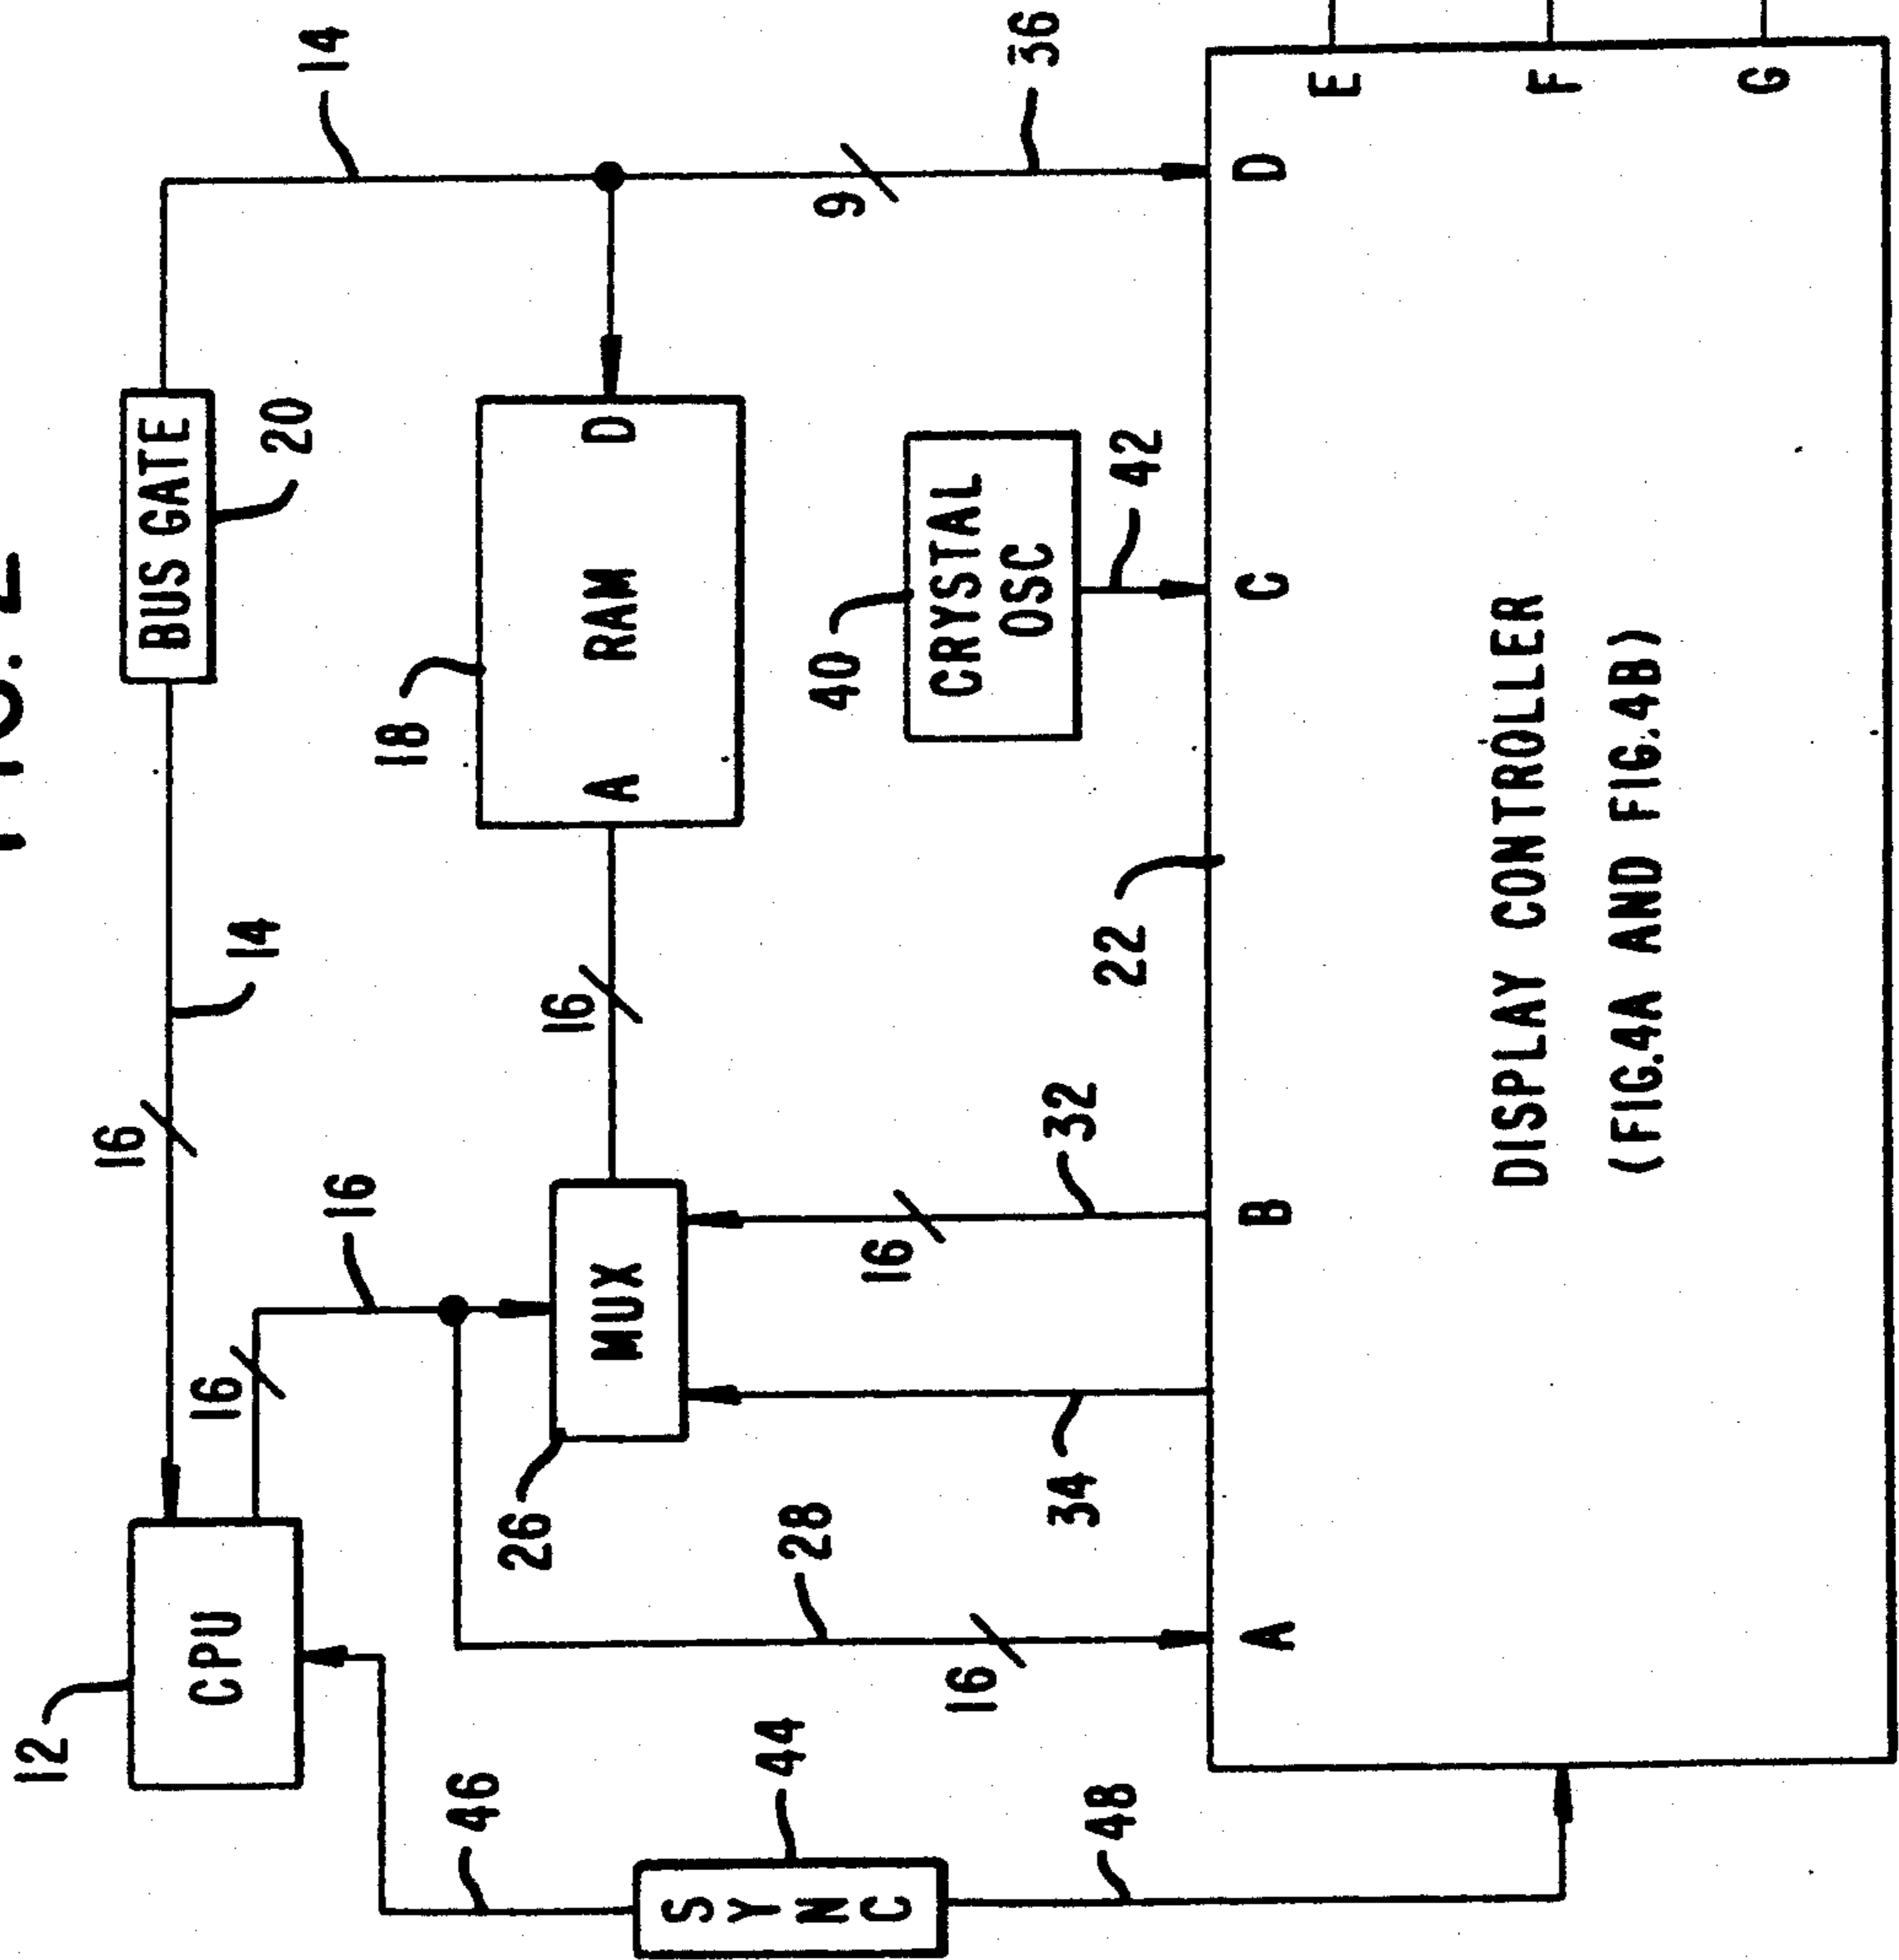 12
16
BUS GATE
CPU
16
14
20
14
16
18
46
26
16
MUX
A RAM D
44
SYNC
28
40
9
16
CRYSTAL
OSC
16
36
34
32
48
22
42
A B C D
E
DISPLAY CONTROLLER
F
(FIG.4A AND FIG.4B)
G